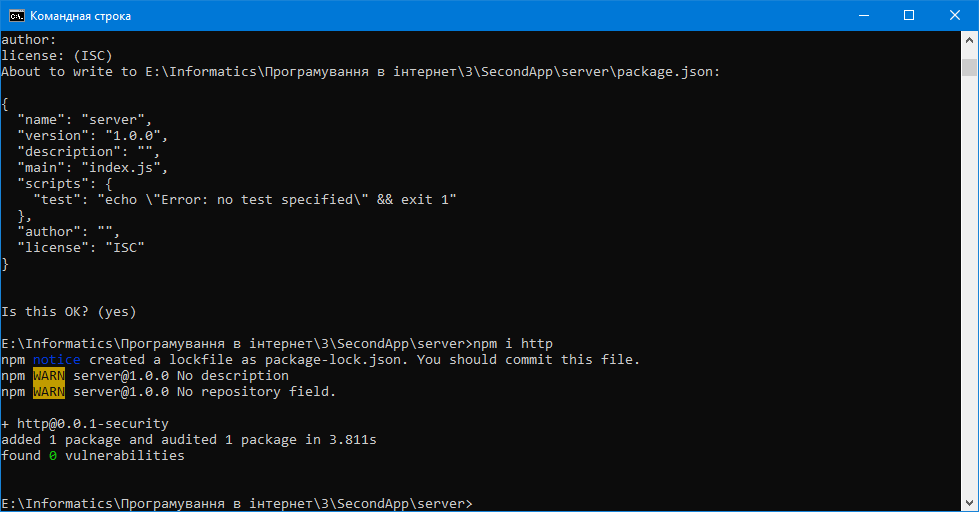 Командная строка
author:
license: (ISC)
About to write to E:\Informatics\Програмування в інтернет\3\SecondApp\server\package.json:
{
  "name": "server",
  "version": "1.0.0",
  "description": "",
  "main": "index.js",
  "scripts": {
    "test": "echo \"Error: no test specified\" && exit 1"
  },
  "author": "",
  "license": "ISC"
}
Is this OK? (yes)
E:\Informatics\Програмування в інтернет\3\SecondApp\server>npm i http
npm notice created a lockfile as package-lock.json. You should commit this file.
npm WARN server@1.0.0 No description
npm WARN server@1.0.0 No repository field.
+ http@0.0.1-security
added 1 package and audited 1 package in 3.811s
found 0 vulnerabilities
E:\Informatics\Програмування в інтернет\3\SecondApp\server>